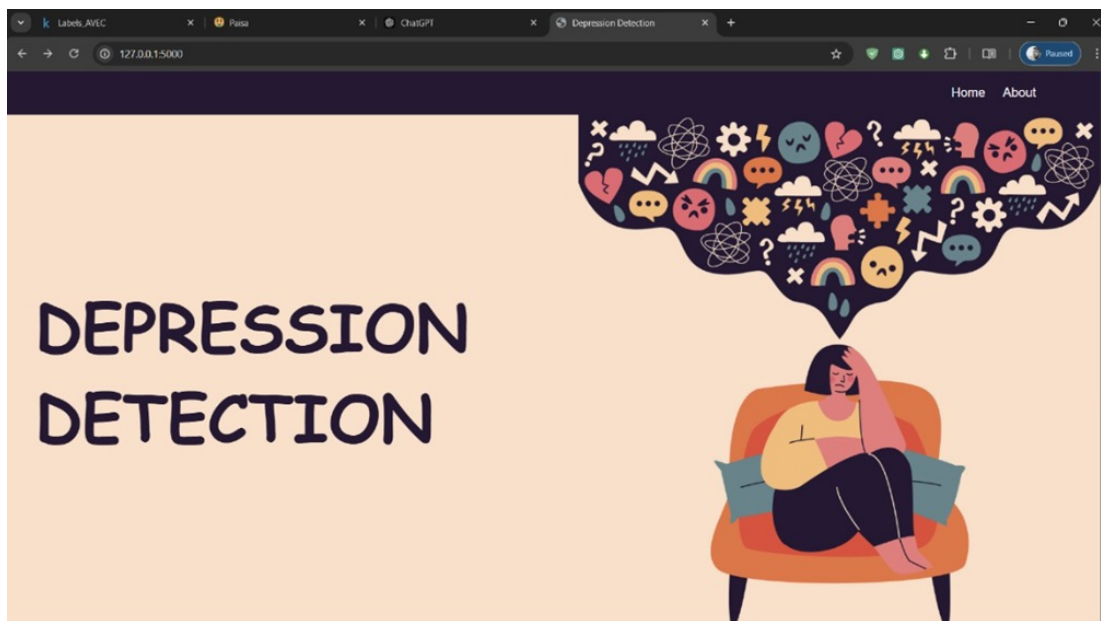 Labels_AVEC
Paisa
ChatGPT
Depression Detection
127.0.0.1:5000
Paused
Home About
DEPRESSION
DETECTION